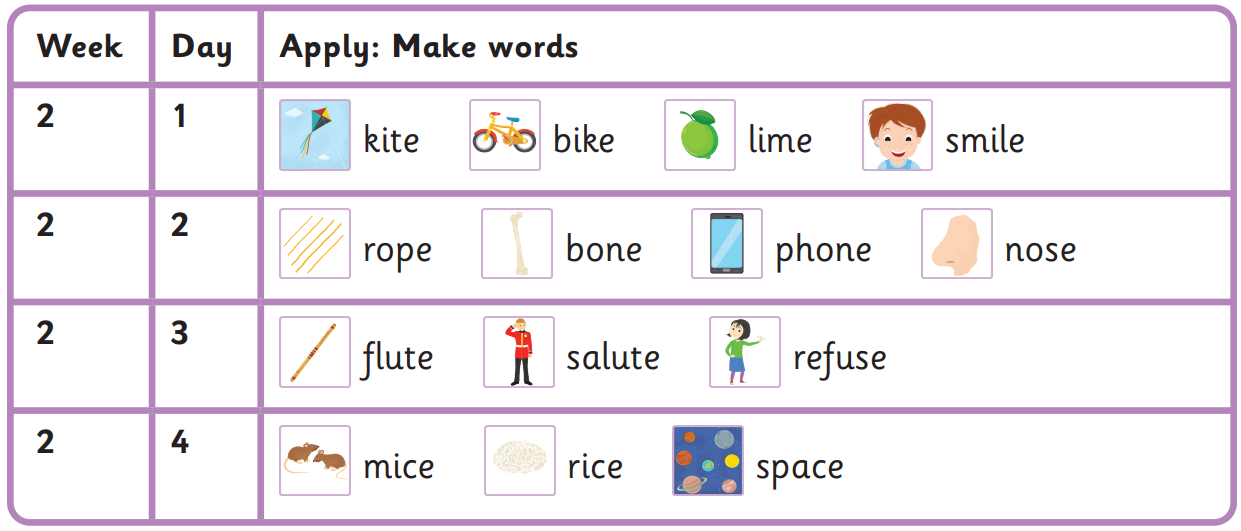 Week Day Apply: Make words
2 1 kite bike lime smile
2 2 rope bone phone nose
2 3 flute salute refuse
2 4 mice rice space